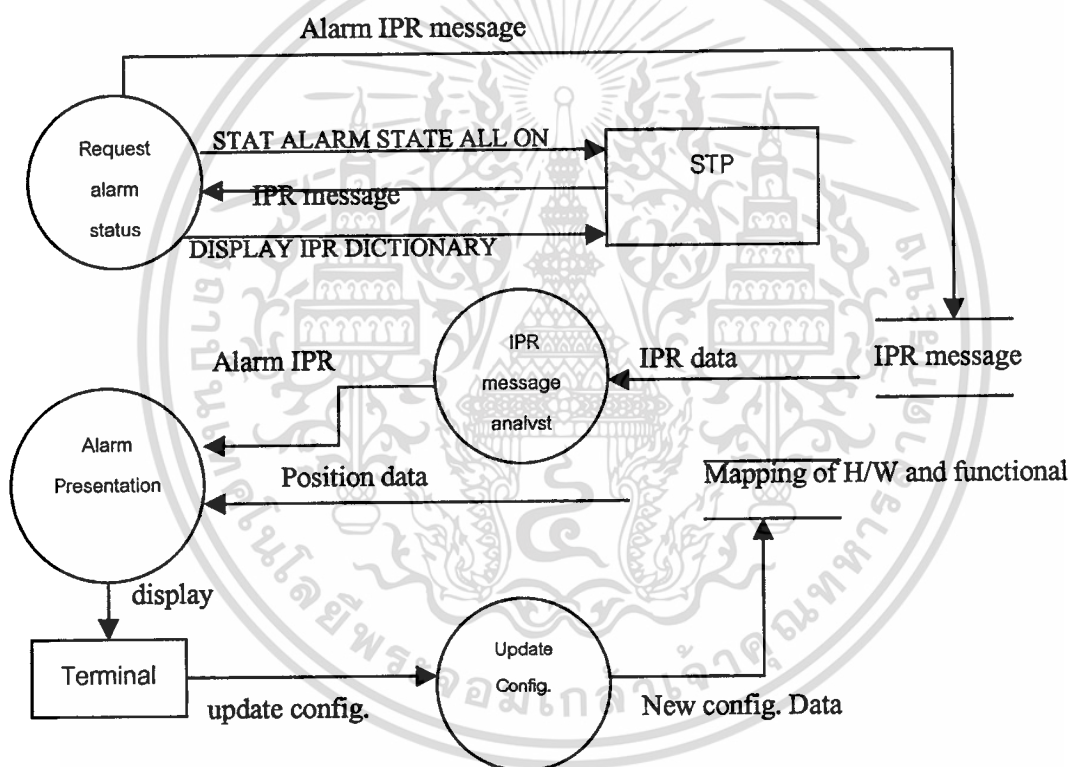 Alarm IPR message
Request
alarm
status
STAT ALARM STATE ALL ON
IPR message
DISPLAY IPR DICTIONARY
STP
IPR
message
analvst
IPR data
IPR message
Alarm IPR
Alarm
Presentation
Position data
Mapping of H/W and functional
display
Terminal
update config.
Update
Config.
New config. Data